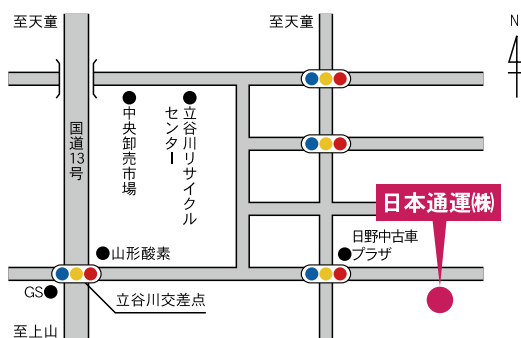 至天童
至天童
N
中央卸売市場
立谷川リサイクル
センター
国道13号
日本通運㈱
日野中古車
プラザ
山形酸素
GS
立谷川交差点
至上山